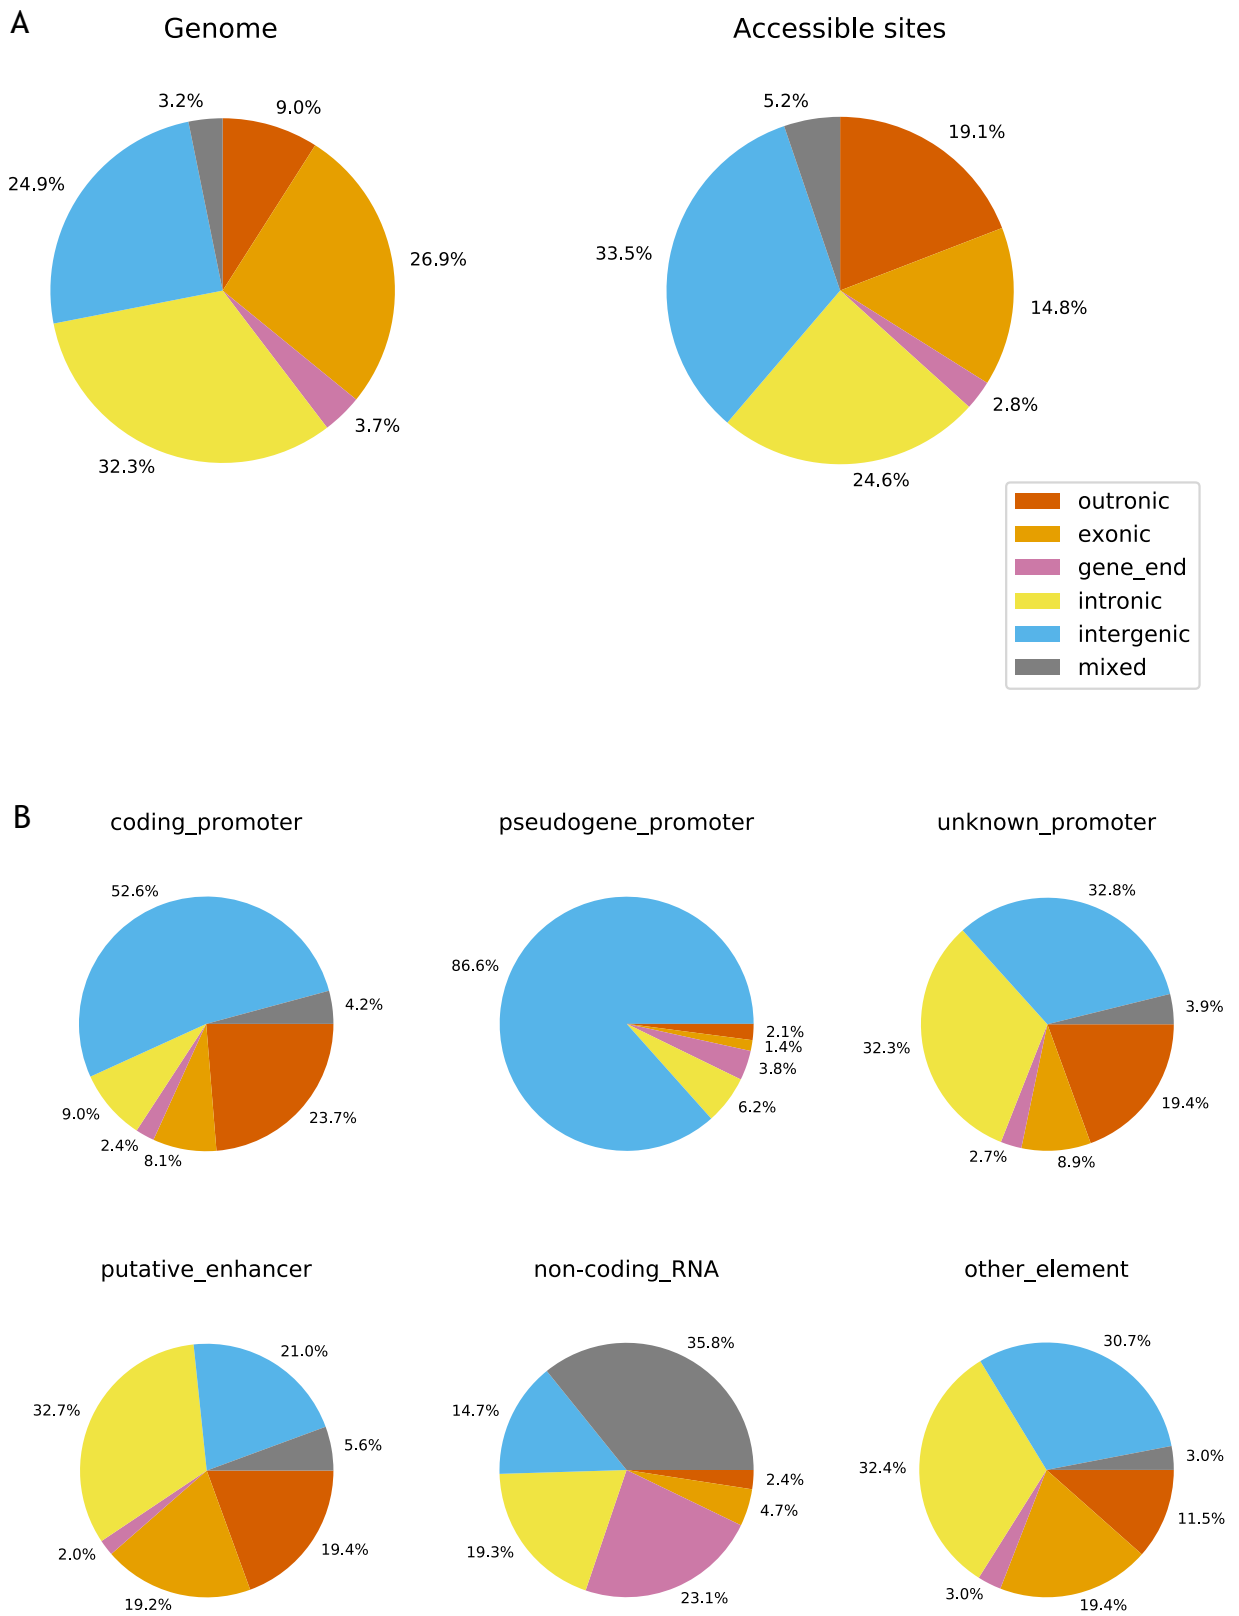 A
Genome
Accessible sites
3.2%
9.0%
24.9%
26.9%
3.7%
32.3%
5.2%
19.1%
33.5%
14.8%
2.8%
24.6%
outronic
exonic
gene_end
intronic
intergenic
mixed
B
coding_promoter
pseudogene_promoter
unknown_promoter
52.6%
4.2%
9.0%
2.4%
8.1%
23.7%
86.6%
2.1%
1.4%
3.8%
6.2%
32.8%
3.9%
32.3%
19.4%
2.7%
8.9%
putative_enhancer
non-coding_RNA
other_element
21.0%
32.7%
5.6%
2.0%
19.4%
19.2%
35.8%
14.7%
2.4%
4.7%
19.3%
23.1%
30.7%
3.0%
32.4%
11.5%
3.0%
19.4%